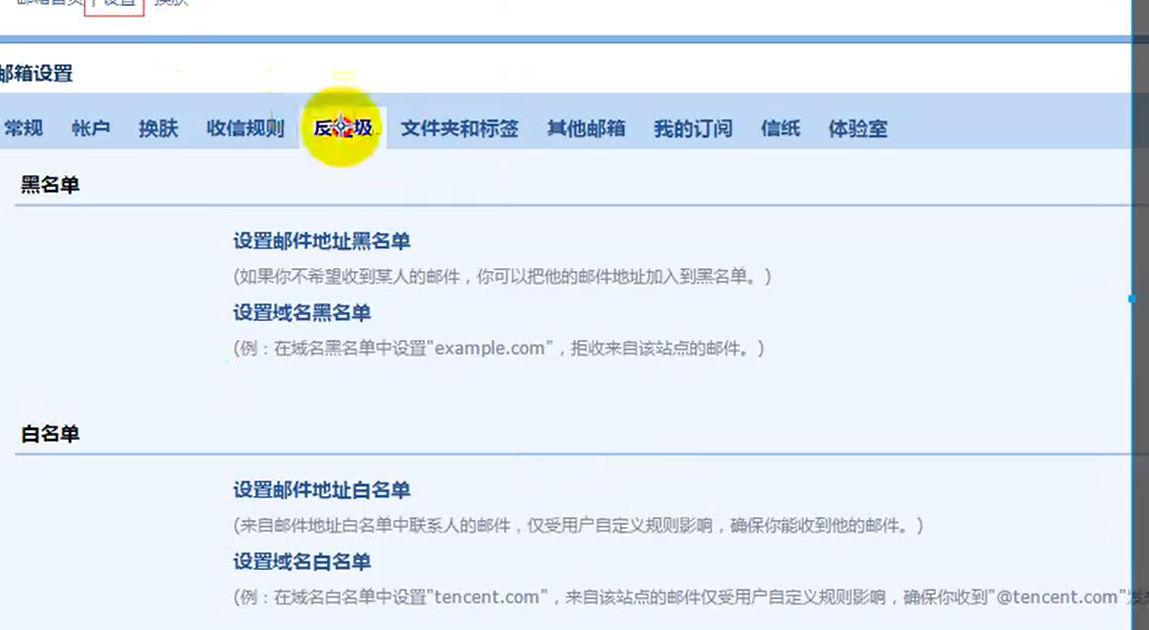 邮箱首页 设置 换肤
邮箱设置
常规 帐户 换肤 收信规则 反垃圾 文件夹和标签 其他邮箱 我的订阅 信纸 体验室
黑名单
设置邮件地址黑名单
(如果你不希望收到某人的邮件，你可以把他的邮件地址加入到黑名单。)
设置域名黑名单
(例：在域名黑名单中设置"example.com"，拒收来自该站点的邮件。)
白名单
设置邮件地址白名单
(来自邮件地址白名单中联系人的邮件，仅受用户自定义规则影响，确保你能收到他的邮件。)
设置域名白名单
(例：在域名白名单中设置"tencent.com"，来自该站点的邮件仅受用户自定义规则影响，确保你收到"@tencent.com"发